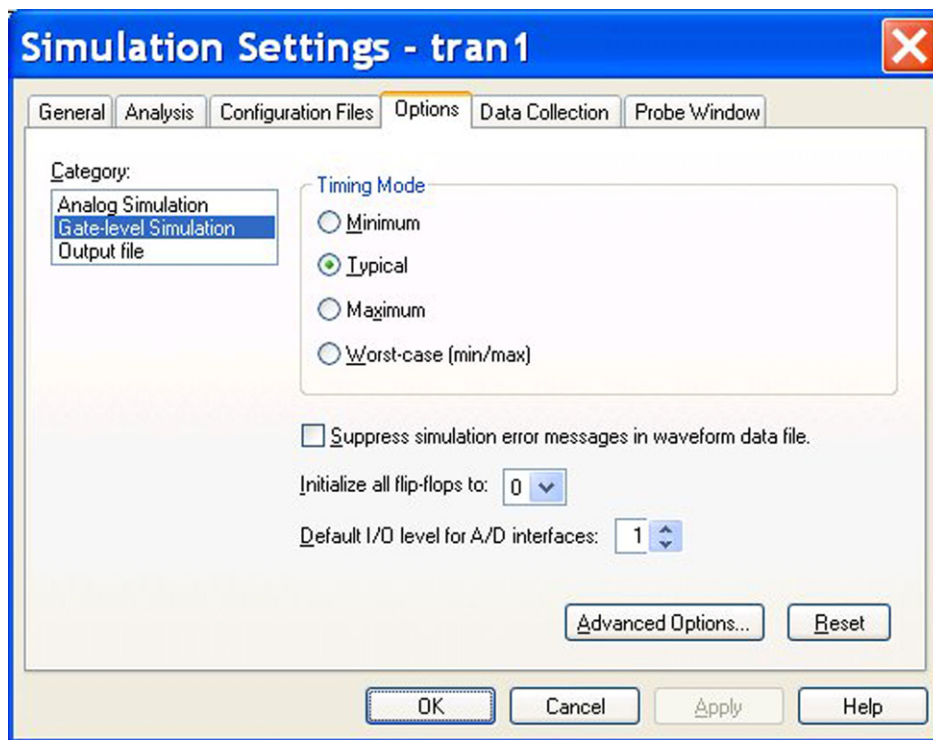 Simulation Settings - tran1
General Analysis Configuration Files Options Data Collection Probe Window
Category:
Analog Simulation
Gate-level Simulation
Output file
Timing Mode
Minimum
Typical
Maximum
Worst-case (min/max)
Suppress simulation error messages in waveform data file.
Initialize all flip-flops to: 0
Default I/O level for A/D interfaces: 1
Advanced Options... Reset
OK Cancel Apply Help